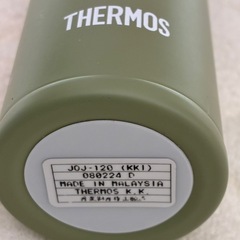 THERMOS
JOJ-120 (KKI)
080224 D
MADE IN MALAYSIA
THERMOS K.K.